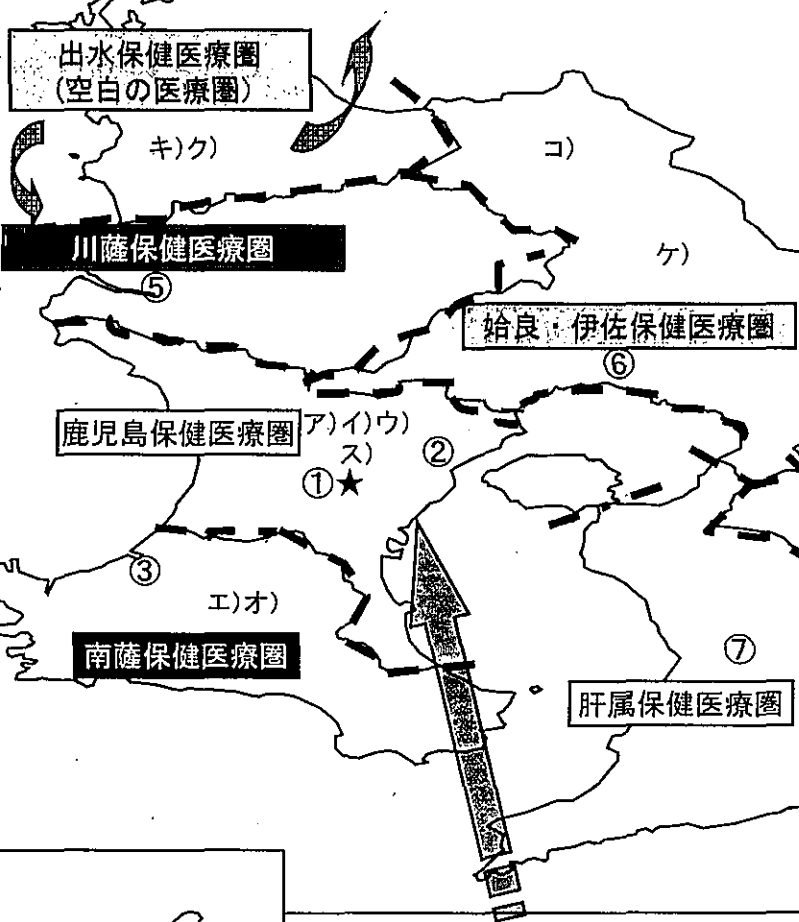 出水保健医療圏
(空白の医療圏)
キ)ク)
コ)
川薩保健医療圏
ケ)
⑤
姶良・伊佐保健医療圏
⑥
鹿児島保健医療圏
ア)イ)ウ)
ス)
②
①★
③
エ)オ)
南薩保健医療圏
⑦
肝属保健医療圏